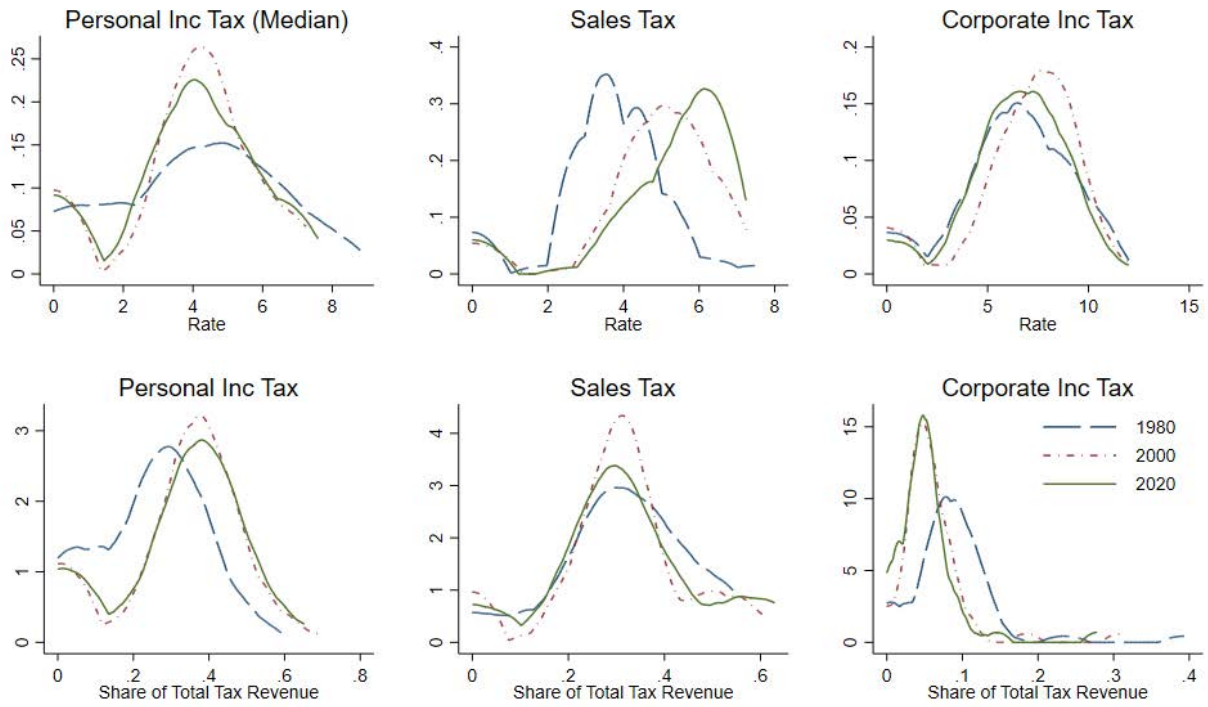 Personal Inc Tax (Median)
.25
.2
.15
.1
.05
0
0 2 4 6 8
Rate
Sales Tax
.4
.3
.2
.1
0
0 2 4 6 8
Rate
Corporate Inc Tax
.2
.15
.1
.05
0
0 5 10 15
Rate
Personal Inc Tax
3
2
1
0
0 .2 .4 .6 .8
Share of Total Tax Revenue
Sales Tax
4
3
2
1
0
0 .2 .4 .6
Share of Total Tax Revenue
Corporate Inc Tax
15
10
5
0
0 .1 .2 .3 .4
Share of Total Tax Revenue
1980
2000
2020